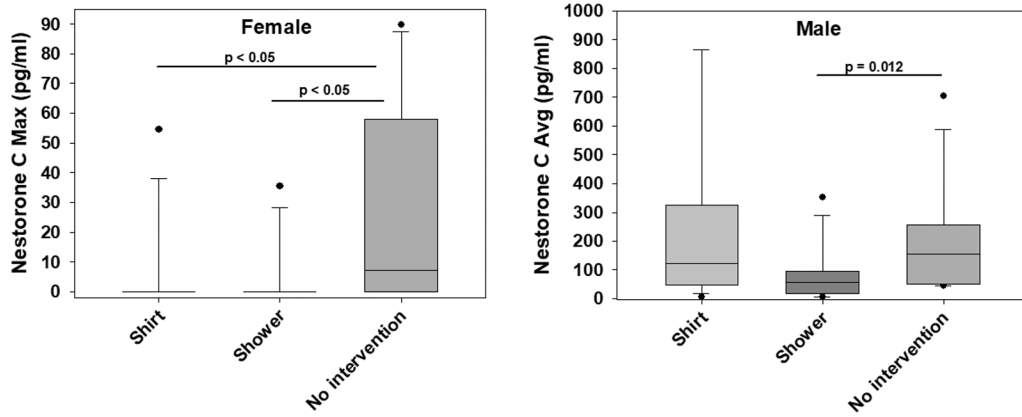 Female
Nestorone C Max (pg/ml)
90
80
70
60
50
40
30
20
10
0
p < 0.05
p < 0.05
Shirt
Shower
No intervention
Male
Nestorone C Avg (pg/ml)
1000
900
800
700
600
500
400
300
200
100
0
p = 0.012
Shirt
Shower
No intervention